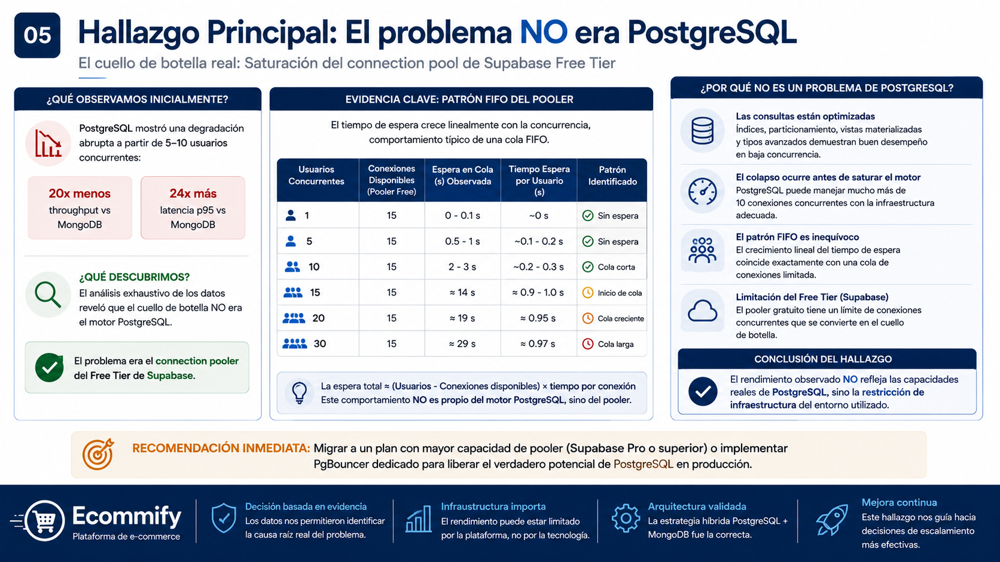 05
Hallazgo Principal: El problema NO era PostgreSQL
El cuello de botella real: Saturación del connection pool de Supabase Free Tier
¿QUÉ OBSERVAMOS INICIALMENTE?
PostgreSQL mostró una degradación
abrupta a partir de 5–10 usuarios
concurrentes:
20x menos
throughput vs
MongoDB
24x más
latencia p95 vs
MongoDB
¿QUÉ DESCUBRIMOS?
El análisis exhaustivo de los datos
reveló que el cuello de botella NO era
el motor PostgreSQL.
El problema era el connection pooler
del Free Tier de Supabase.
EVIDENCIA CLAVE: PATRÓN FIFO DEL POOLER
El tiempo de espera crece linealmente con la concurrencia,
comportamiento típico de una cola FIFO.
Usuarios
Concurrentes
Conexiones
Disponibles
(Pooler Free)
Espera en Cola
(s) Observada
Tiempo Espera
por Usuario
(s)
Patrón
Identificado
1 15 0 - 0.1 s ~0 s Sin espera
5 15 0.5 - 1 s ~0.1 - 0.2 s Sin espera
10 15 2 - 3 s ~0.2 - 0.3 s Cola corta
15 15 ≈ 14 s ≈ 0.9 - 1.0 s Inicio de cola
20 15 ≈ 19 s ≈ 0.95 s Cola creciente
30 15 ≈ 29 s ≈ 0.97 s Cola larga
La espera total ≈ (Usuarios - Conexiones disponibles) × tiempo por conexión
Este comportamiento NO es propio del motor PostgreSQL, sino del pooler.
¿POR QUÉ NO ES UN PROBLEMA DE POSTGRESQL?
Las consultas están optimizadas
Índices, particionamiento, vistas materializadas
y tipos avanzados demuestran buen desempeño
en baja concurrencia.
El colapso ocurre antes de saturar el motor
PostgreSQL puede manejar mucho más de
10 conexiones concurrentes con la infraestructura
adecuada.
El patrón FIFO es inequívoco
El crecimiento lineal del tiempo de espera
coincide exactamente con una cola de
conexiones limitada.
Limitación del Free Tier (Supabase)
El pooler gratuito tiene un límite de conexiones
concurrentes que se convierte en el cuello
de botella.
CONCLUSIÓN DEL HALLAZGO
El rendimiento observado NO refleja las capacidades
reales de PostgreSQL, sino la restricción de
infraestructura del entorno utilizado.
RECOMENDACIÓN INMEDIATA: Migrar a un plan con mayor capacidad de pooler (Supabase Pro o superior) o implementar
PgBouncer dedicado para liberar el verdadero potencial de PostgreSQL en producción.
Ecommify
Plataforma de e-commerce
Decisión basada en evidencia
Los datos nos permitieron identificar
la causa raíz real del problema.
Infraustructura importa
El rendimiento puede estar limitado
por la plataforma, no por la tecnología.
Arquitectura validada
La estrategia híbrida PostgreSQL +
MongoDB fue la correcta.
Mejora continua
Este hallazgo nos guía hacia
decisiones de escalamiento
más efectivas.